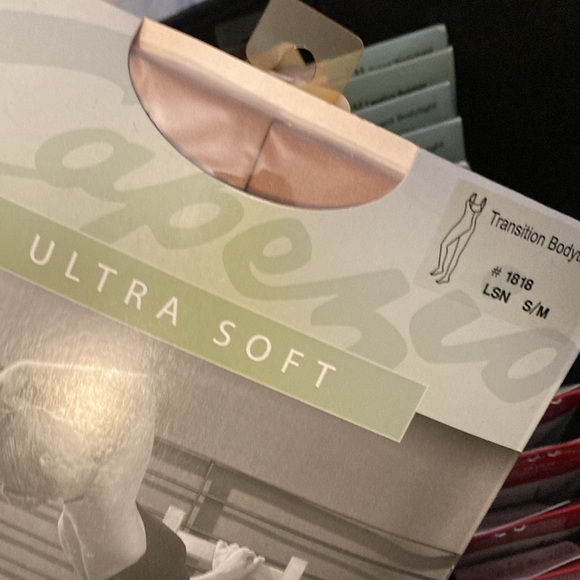 Capezio
ULTRA SOFT
Transition Bodyt
# 1818
LSN S/M